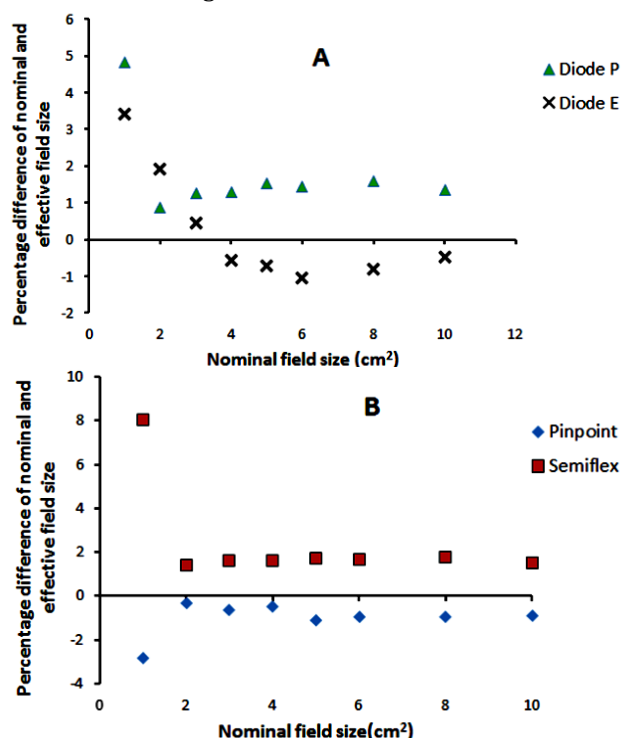 A
Percentage difference of nominal and
effective field size
6
5
4
3
2
1
0
-1
-2
Diode P
Diode E
0 2 4 6 8 10 12
Nominal field size (cm²)
B
Percentage difference of nominal and
effective field size
10
8
6
4
2
0
-2
-4
Pinpoint
Semiflex
0 2 4 6 8 10
Nominal field size(cm²)